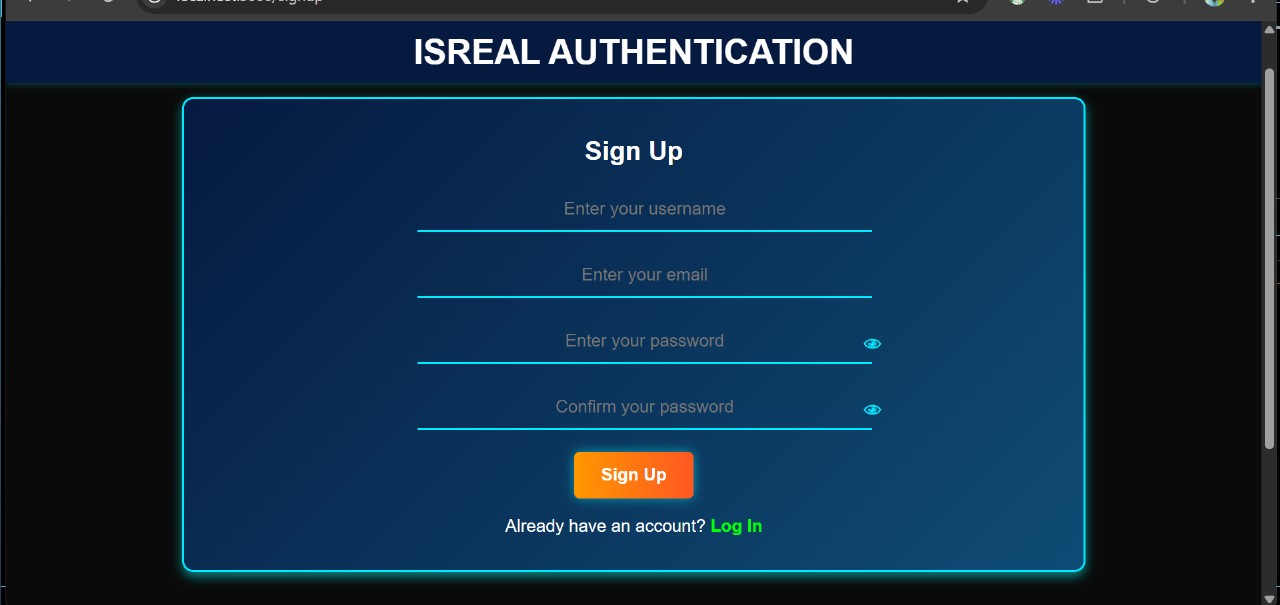 ISREAL AUTHENTICATION
Sign Up
Enter your username
Enter your email
Enter your password
Confirm your password
Sign Up
Already have an account? Log In